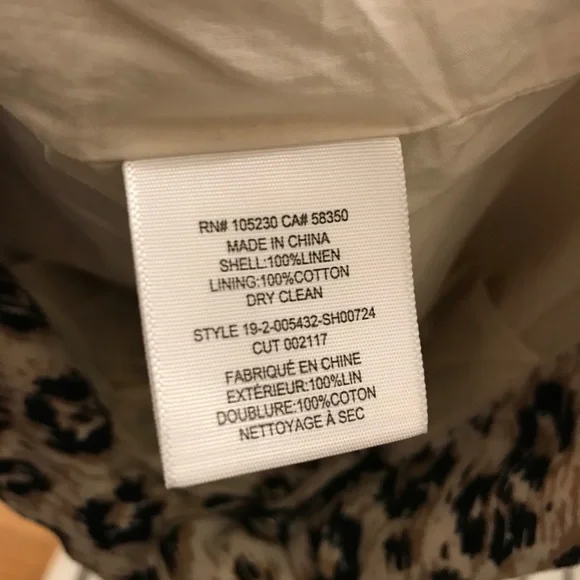 RN# 105230 CA# 58350
MADE IN CHINA
SHELL:100%LINEN
LINING:100%COTTON
DRY CLEAN
STYLE 19-2-005432-SH00724
CUT 002117
FABRIQUÉ EN CHINE
EXTÉRIEUR:100%LIN
DOUBLURE:100%COTON
NETTOYAGE À SEC